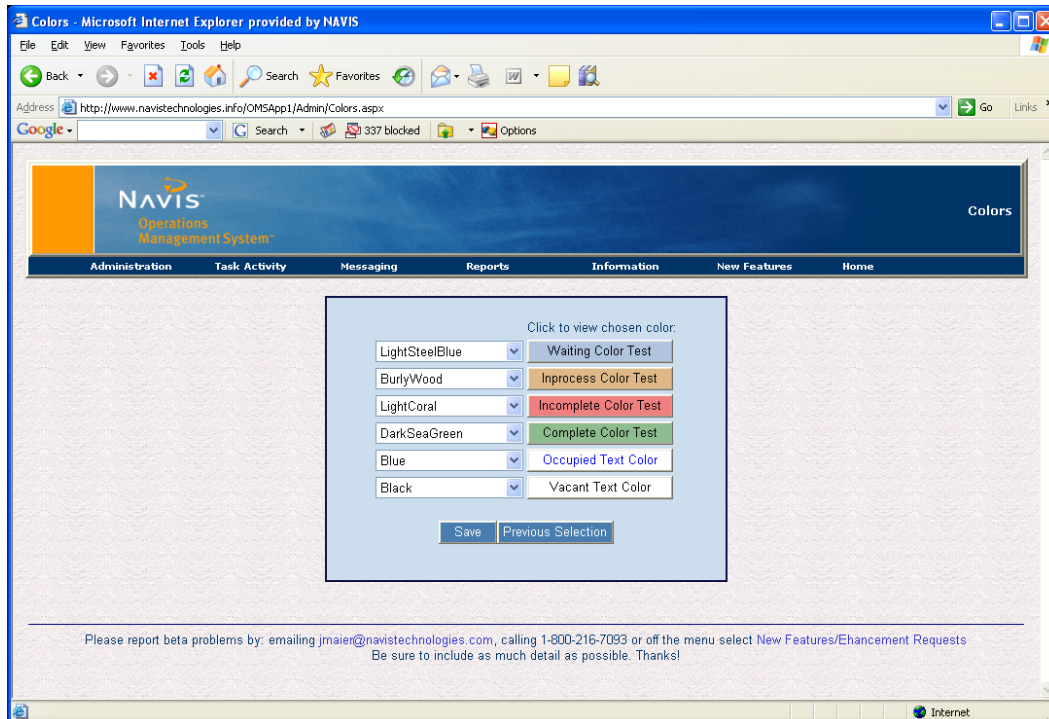 Colors - Microsoft Internet Explorer provided by NAVIS
File Edit View Favorites Tools Help
Back Search Favorites
Address http://www.navistechnologies.info/OMSApp1/Admin/Colors.aspx Go Links
Google Search 337 blocked Options
NAVIS
Operations
Management System
Colors
Administration Task Activity Messaging Reports Information New Features Home
Click to view chosen color:
LightSteelBlue Waiting Color Test
BurlyWood Inprocess Color Test
LightCoral Incomplete Color Test
DarkSeaGreen Complete Color Test
Blue Occupied Text Color
Black Vacant Text Color
Save Previous Selection
Please report beta problems by: emailing jmaier@navistechnologies.com, calling 1-800-216-7093 or off the menu select New Features/Ehancement Requests
Be sure to include as much detail as possible. Thanks!
Internet